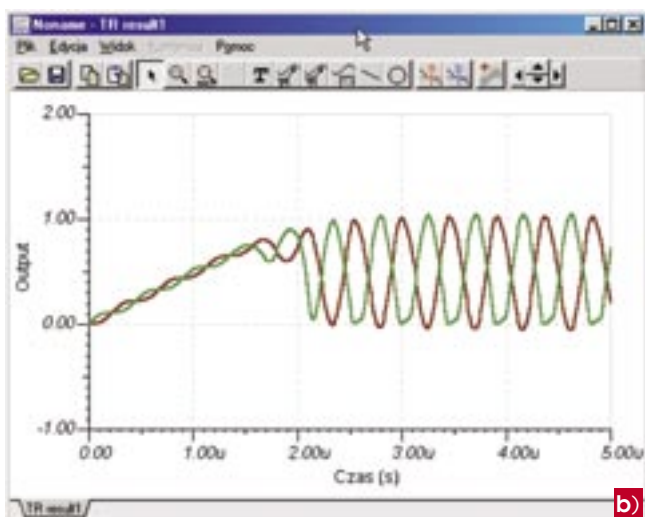 Noname - TR result1
Plik Edycja Widok Pomoc
T
2.00
1.00
0.00
-1.00
Output
0.00 1.00u 2.00u 3.00u 4.00u 5.00u
Czas (s)
TR result1
b)